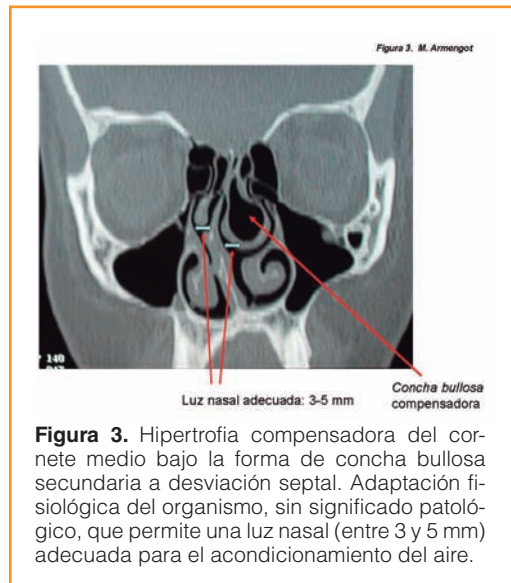 Figura 3. M. Armengot
140
Luz nasal adecuada: 3-5 mm
Concha bullosa
compensadora
Figura 3. Hipertrofia compensadora del cor-
nete medio bajo la forma de concha bullosa
secundaria a desviación septal. Adaptación fi-
siológica del organismo, sin significado patoló-
gico, que permite una luz nasal (entre 3 y 5 mm)
adecuada para el acondicionamiento del aire.